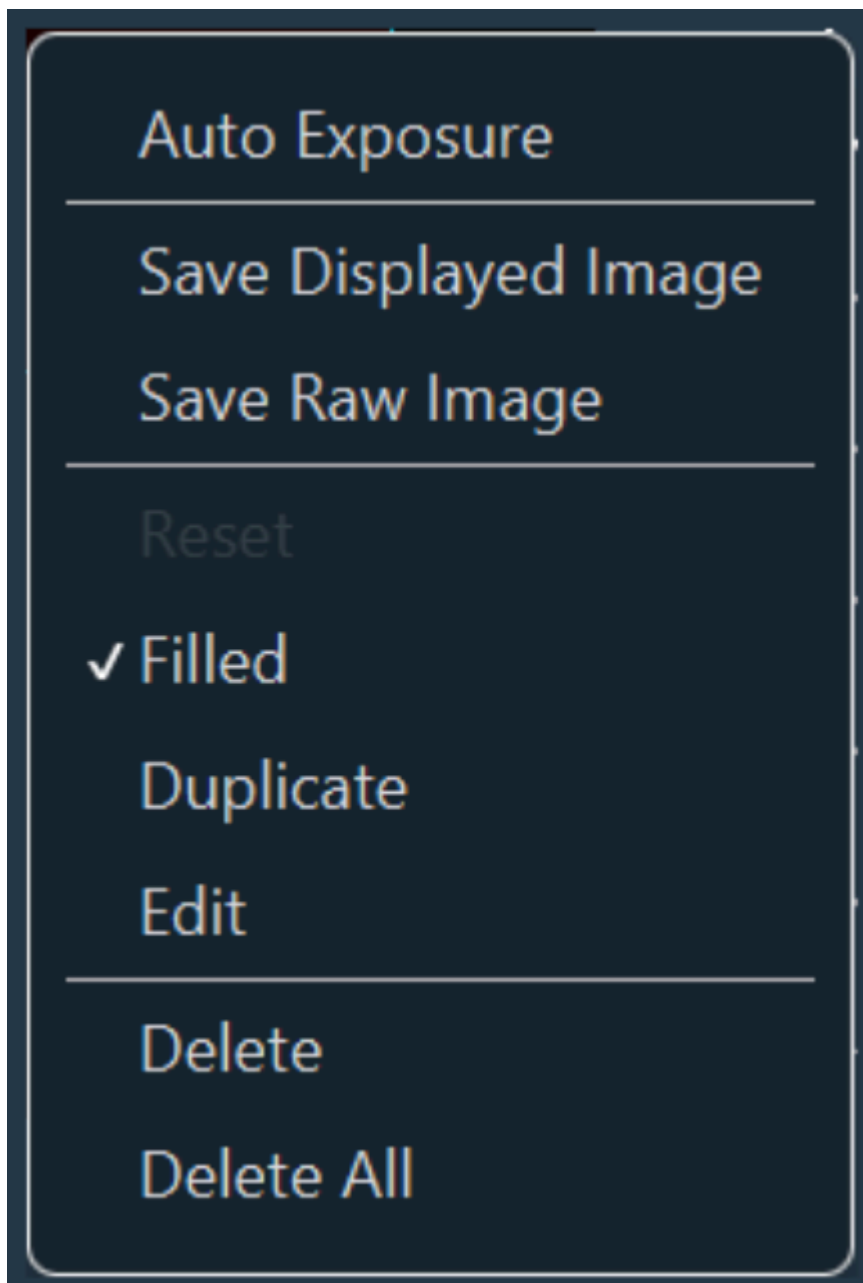 Auto Exposure
Save Displayed Image
Save Raw Image
Reset
✓ Filled
Duplicate
Edit
Delete
Delete All